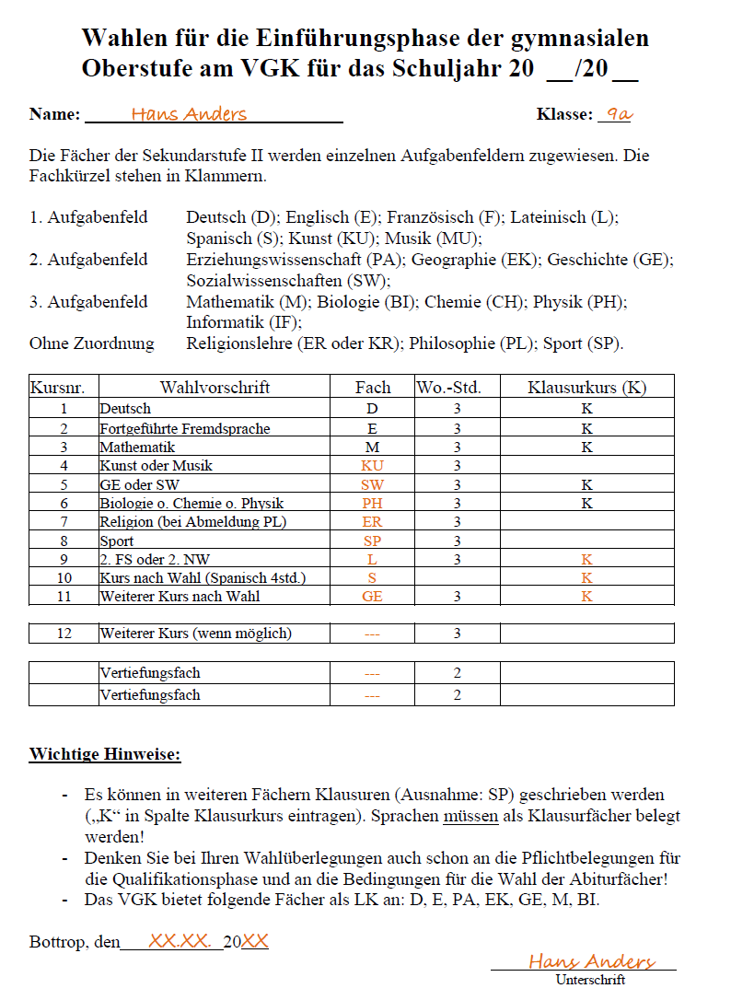 Wahlen für die Einführungsphase der gymnasialen
Oberstufe am VGK für das Schuljahr 20 __/20 __
Name: Hans Anders Klasse: 9a
Die Fächer der Sekundarstufe II werden einzelnen Aufgabenfeldern zugewiesen. Die
Fachkürzel stehen in Klammern.
1. Aufgabenfeld Deutsch (D); Englisch (E); Französisch (F); Lateinisch (L);
Spanisch (S); Kunst (KU); Musik (MU);
2. Aufgabenfeld Erziehungswissenschaft (PA); Geographie (EK); Geschichte (GE);
Sozialwissenschaften (SW);
3. Aufgabenfeld Mathematik (M); Biologie (BI); Chemie (CH); Physik (PH);
Informatik (IF);
Ohne Zuordnung Religionslehre (ER oder KR); Philosophie (PL); Sport (SP).
Kursnr. Wahlvorschrift Fach Wo.-Std. Klausurkurs (K)
1 Deutsch D 3 K
2 Fortgeführte Fremdsprache E 3 K
3 Mathematik M 3 K
4 Kunst oder Musik KU 3
5 GE oder SW SW 3 K
6 Biologie o. Chemie o. Physik PH 3 K
7 Religion (bei Abmeldung PL) ER 3
8 Sport SP 3
9 2. FS oder 2. NW L 3 K
10 Kurs nach Wahl (Spanisch 4std.) S K
11 Weiterer Kurs nach Wahl GE 3 K
12 Weiterer Kurs (wenn möglich) --- 3
Vertiefungsfach --- 2
Vertiefungsfach --- 2
Wichtige Hinweise:
- Es können in weiteren Fächern Klausuren (Ausnahme: SP) geschrieben werden
(„K“ in Spalte Klausurkurs eintragen). Sprachen müssen als Klausurfächer belegt
werden!
- Denken Sie bei Ihren Wahlüberlegungen auch schon an die Pflichtbelegungen für
die Qualifikationsphase und an die Bedingungen für die Wahl der Abiturfächer!
- Das VGK bietet folgende Fächer als LK an: D, E, PA, EK, GE, M, BI.
Bottrop, den XX.XX. 20XX
Hans Anders
Unterschrift